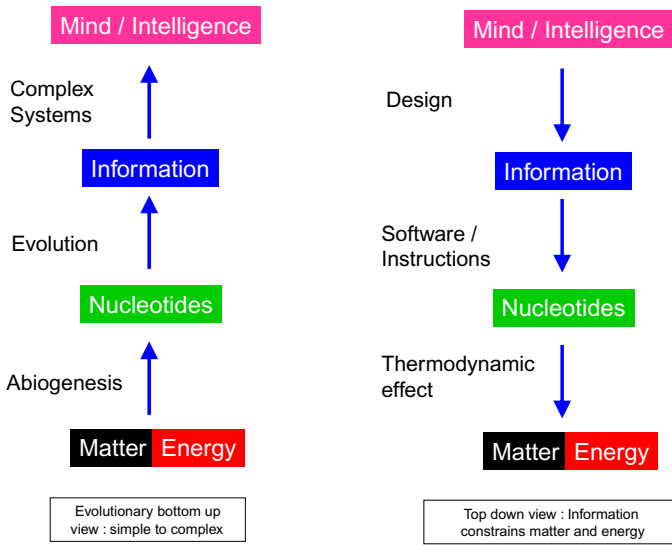 Mind / Intelligence
Complex
Systems
Information
Evolution
Nucleotides
Abiogenesis
Matter Energy
Evolutionary bottom up
view : simple to complex
Mind / Intelligence
Design
Information
Software /
Instructions
Nucleotides
Thermodynamic
effect
Matter Energy
Top down view : Information
constrains matter and energy